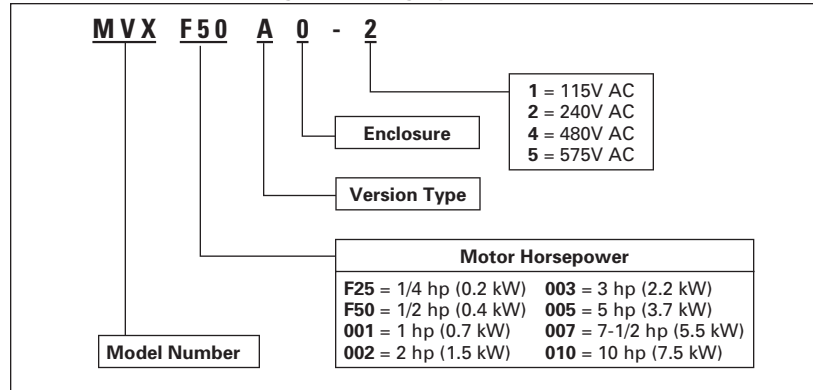 MVX F50 A 0 - 2
1 = 115V AC
2 = 240V AC
4 = 480V AC
5 = 575V AC
Enclosure
Version Type
Motor Horsepower
F25 = 1/4 hp (0.2 kW) 003 = 3 hp (2.2 kW)
F50 = 1/2 hp (0.4 kW) 005 = 5 hp (3.7 kW)
001 = 1 hp (0.7 kW) 007 = 7-1/2 hp (5.5 kW)
002 = 2 hp (1.5 kW) 010 = 10 hp (7.5 kW)
Model Number